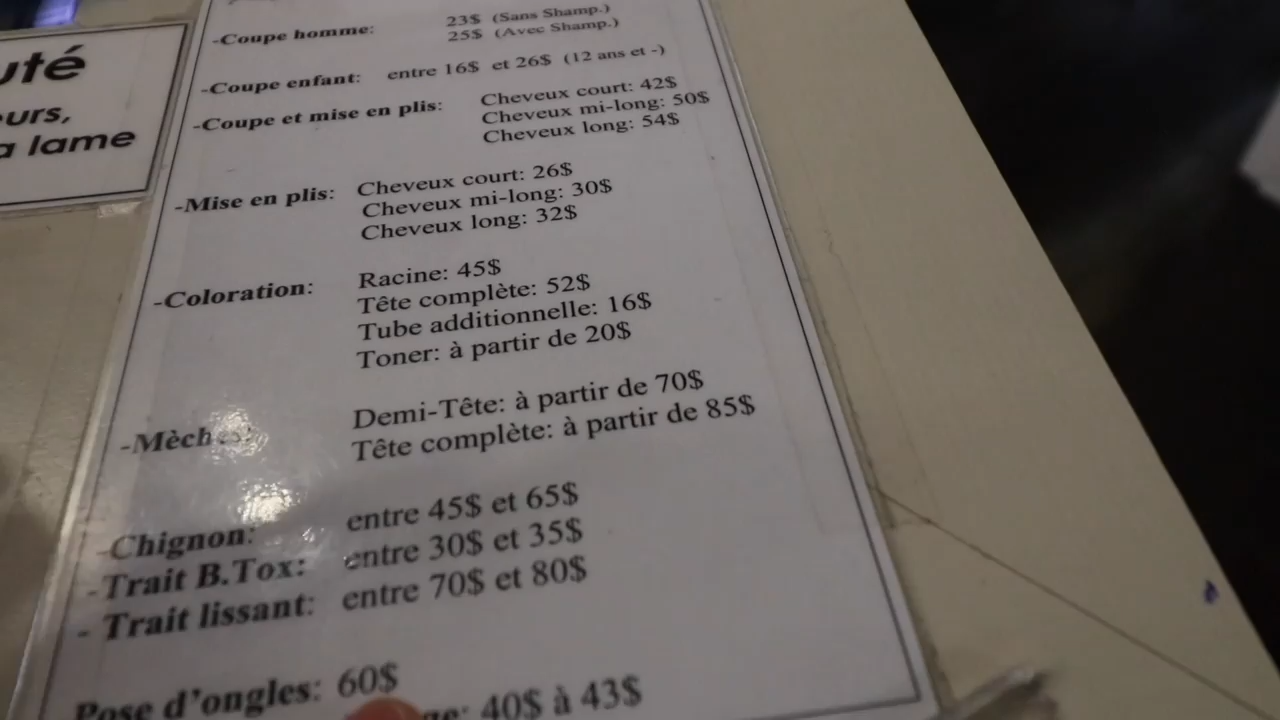 uté
urs,
a lame
-Coupe homme: 23$ (Sans Shamp.)
25$ (Avec Shamp.)
-Coupe enfant: entre 16$ et 26$ (12 ans et -)
-Coupe et mise en plis: Cheveux court: 42$
Cheveux mi-long: 50$
Cheveux long: 54$
-Mise en plis: Cheveux court: 26$
Cheveux mi-long: 30$
Cheveux long: 32$
-Coloration: Racine: 45$
Tête complète: 52$
Tube additionnelle: 16$
Toner: à partir de 20$
-Mèch Demi-Tête: à partir de 70$
Tête complète: à partir de 85$
-Chignon: entre 45$ et 65$
-Trait B.Tox: entre 30$ et 35$
- Trait lissant: entre 70$ et 80$
Pose d'ongles: 60$
40$ à 43$